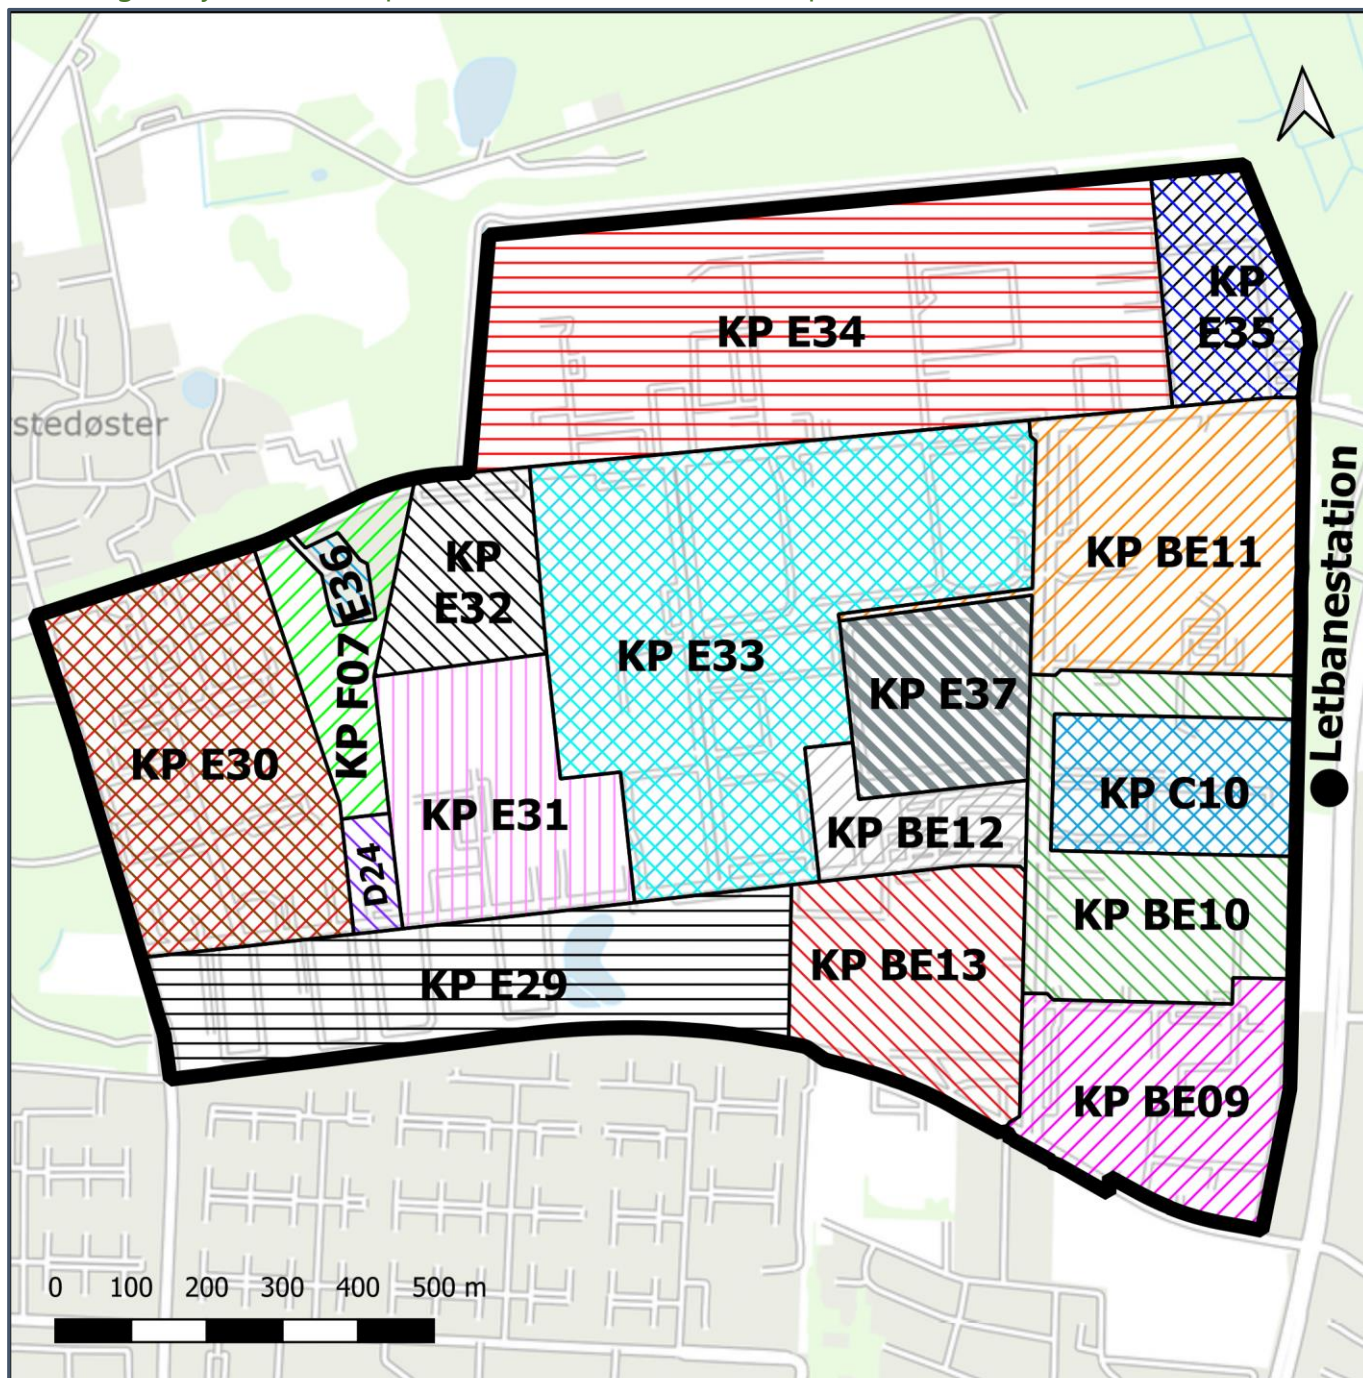 KP E34
KP
E35
stedøster
KP BE11
Letbanestation
KP
E32
E36
KP F07
KP E33
KP E37
KP E30
KP E31
KP C10
KP BE12
D24
KP BE10
KP BE13
KP E29
KP BE09
0 100 200 300 400 500 m